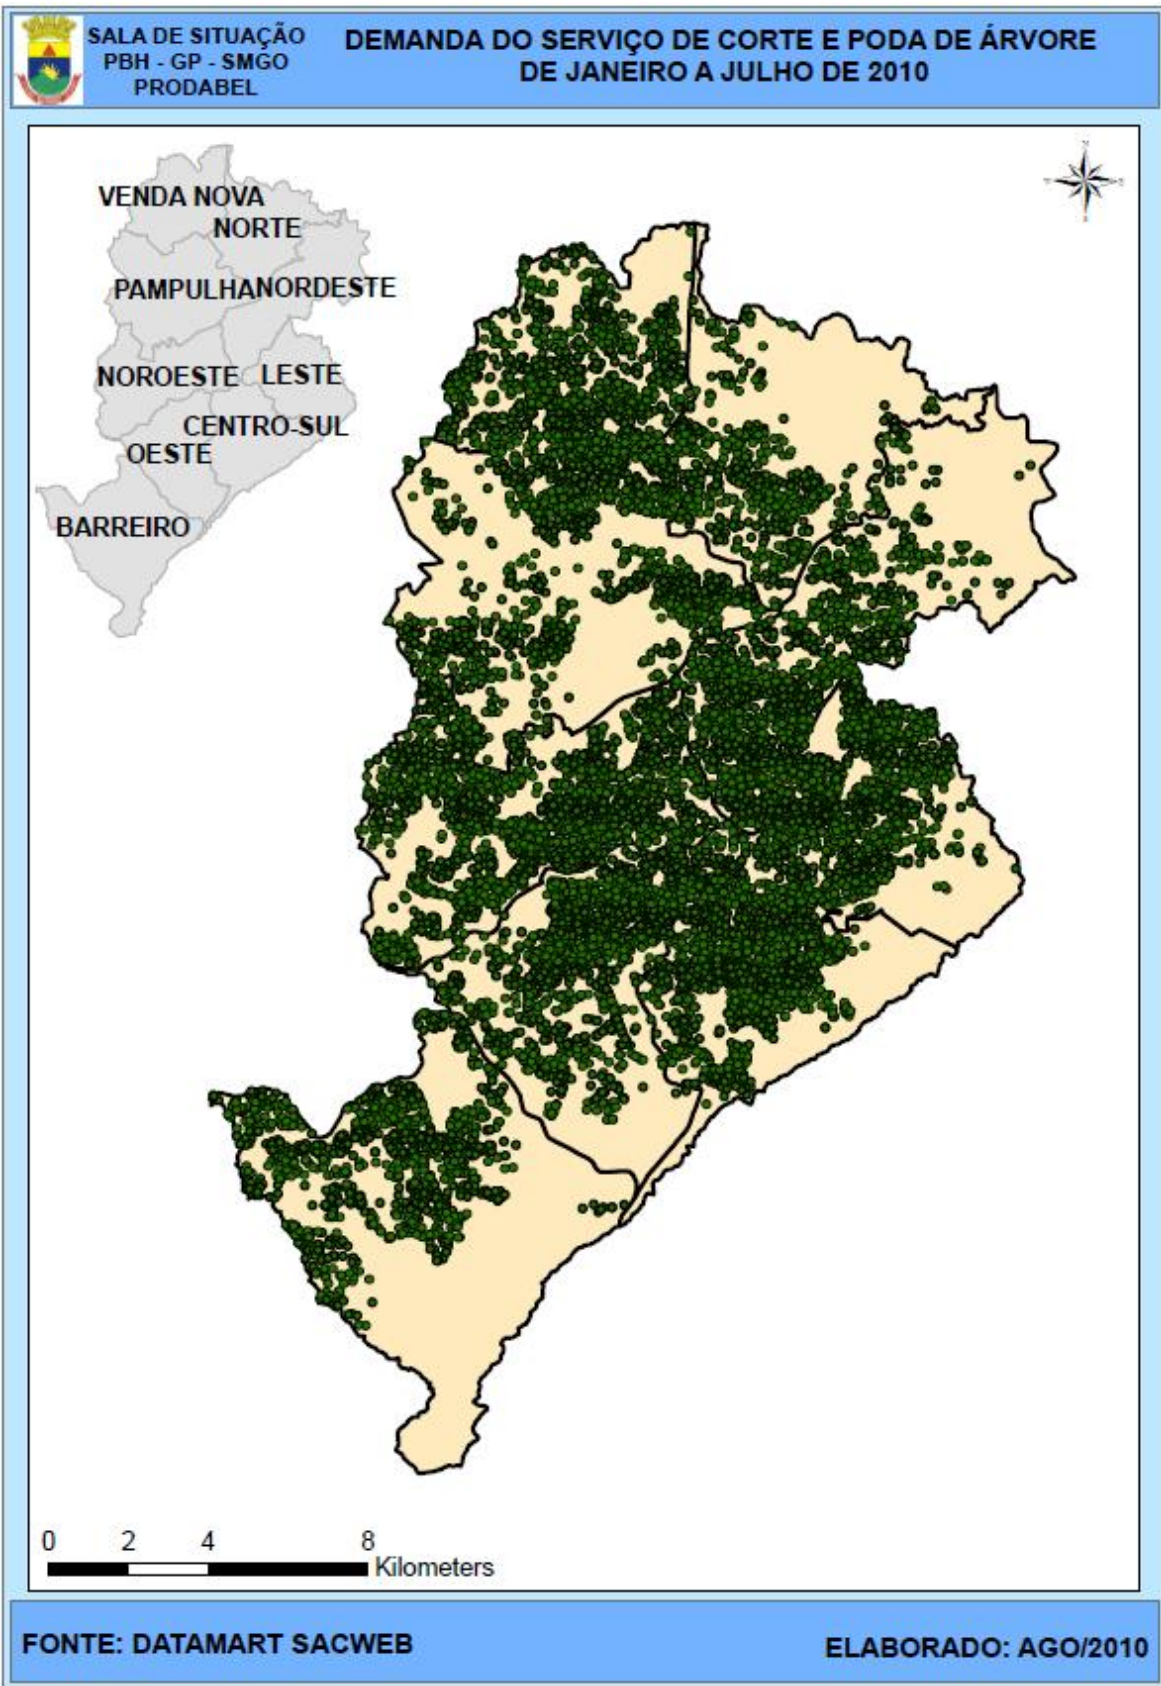 SALA DE SITUAÇÃO
PBH - GP - SMGO
PRODABEL
DEMANDA DO SERVIÇO DE CORTE E PODA DE ÁRVORE
DE JANEIRO A JULHO DE 2010
VENDA NOVA
NORTE
PAMPULHA
NORDESTE
NOROESTE
LESTE
CENTRO-SUL
OESTE
BARREIRO
0 2 4 8
Kilometers
FONTE: DATAMART SACWEB
ELABORADO: AGO/2010